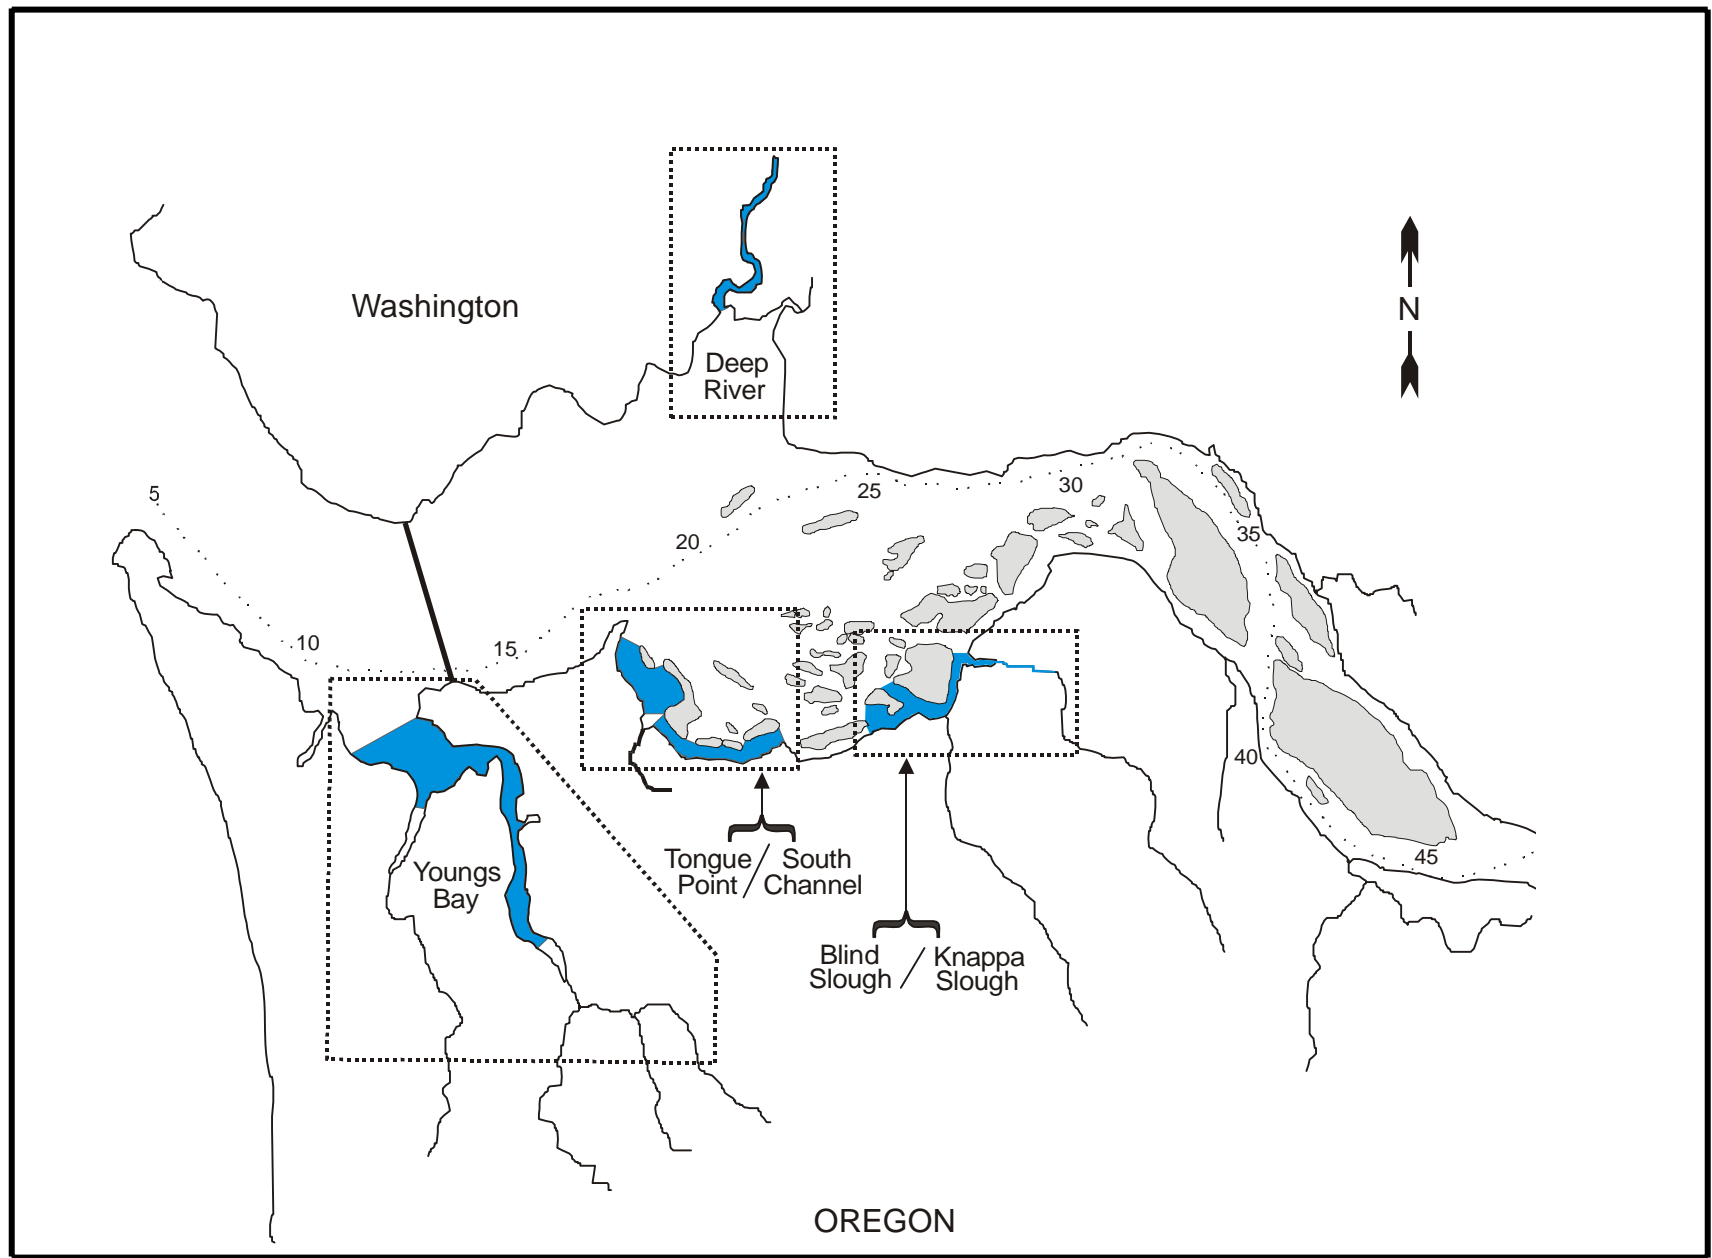 Washington
N
Deep
River
5
25
30
35
20
10
15
40
45
Tongue / South
Point / Channel
Youngs
Bay
Blind / Knappa
Slough / Slough
OREGON